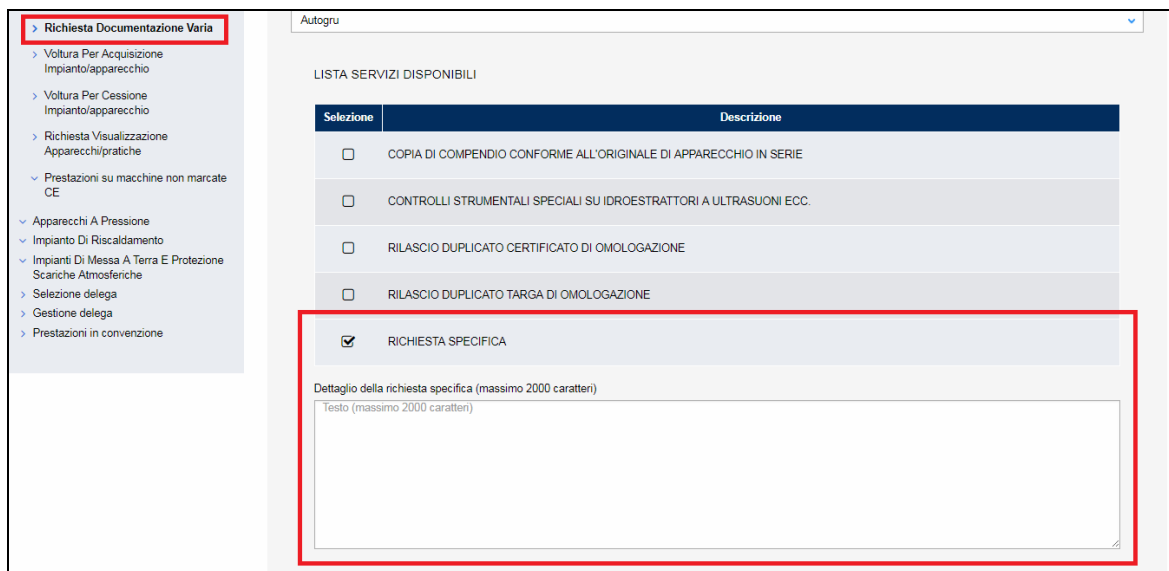 Richiesta Documentazione Varia
Voltura Per Acquisizione
Impianto/apparecchio
Voltura Per Cessione
Impianto/apparecchio
Richiesta Visualizzazione
Apparecchi/pratiche
Prestazioni su macchine non marcate
CE
Apparecchi A Pressione
Impianto Di Riscaldamento
Impianti Di Messa A Terra E Protezione
Scariche Atmosferiche
Selezione delega
Gestione delega
Prestazioni in convenzione
Autogru
LISTA SERVIZI DISPONIBILI
Selezione Descrizione
COPIA DI COMPENDIO CONFORME ALL'ORIGINALE DI APPARECCHIO IN SERIE
CONTROLLI STRUMENTALI SPECIALI SU IDROESTRATTORI A ULTRASUONI ECC.
RILASCIO DUPLICATO CERTIFICATO DI OMOLOGAZIONE
RILASCIO DUPLICATO TARGA DI OMOLOGAZIONE
RICHIESTA SPECIFICA
Dettaglio della richiesta specifica (massimo 2000 caratteri)
Testo (massimo 2000 caratteri)